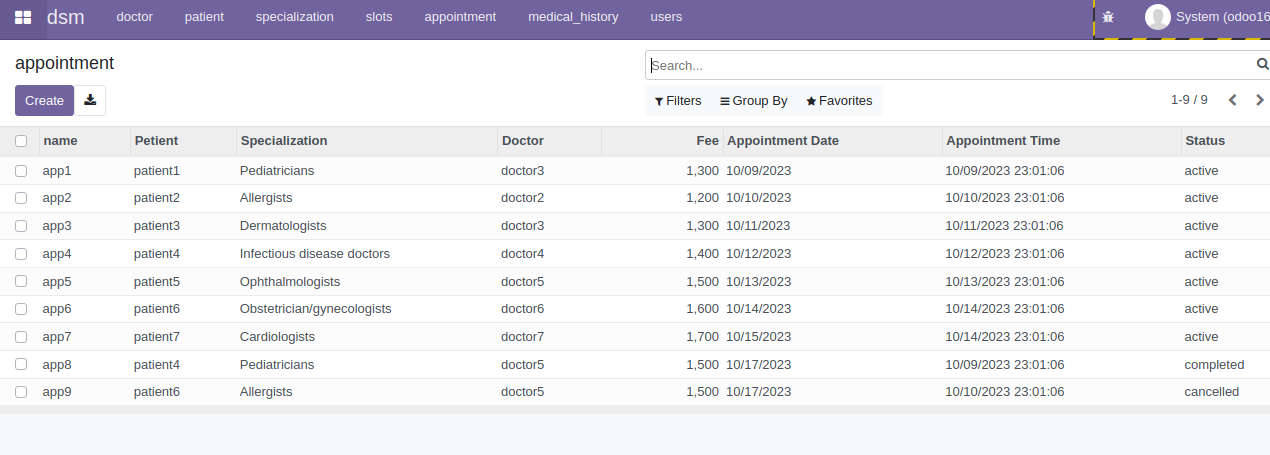 dsm doctor patient specialization slots appointment medical_history users System (odoo16
appointment
Search...
Create
Filters Group By Favorites 1-9 / 9
name Petient Specialization Doctor Fee Appointment Date Appointment Time Status
app1 patient1 Pediatricians doctor3 1,300 10/09/2023 10/09/2023 23:01:06 active
app2 patient2 Allergists doctor2 1,200 10/10/2023 10/10/2023 23:01:06 active
app3 patient3 Dermatologists doctor3 1,300 10/11/2023 10/11/2023 23:01:06 active
app4 patient4 Infectious disease doctors doctor4 1,400 10/12/2023 10/12/2023 23:01:06 active
app5 patient5 Ophthalmologists doctor5 1,500 10/13/2023 10/13/2023 23:01:06 active
app6 patient6 Obstetrician/gynecologists doctor6 1,600 10/14/2023 10/14/2023 23:01:06 active
app7 patient7 Cardiologists doctor7 1,700 10/15/2023 10/14/2023 23:01:06 active
app8 patient4 Pediatricians doctor5 1,500 10/17/2023 10/09/2023 23:01:06 completed
app9 patient6 Allergists doctor5 1,500 10/17/2023 10/10/2023 23:01:06 cancelled